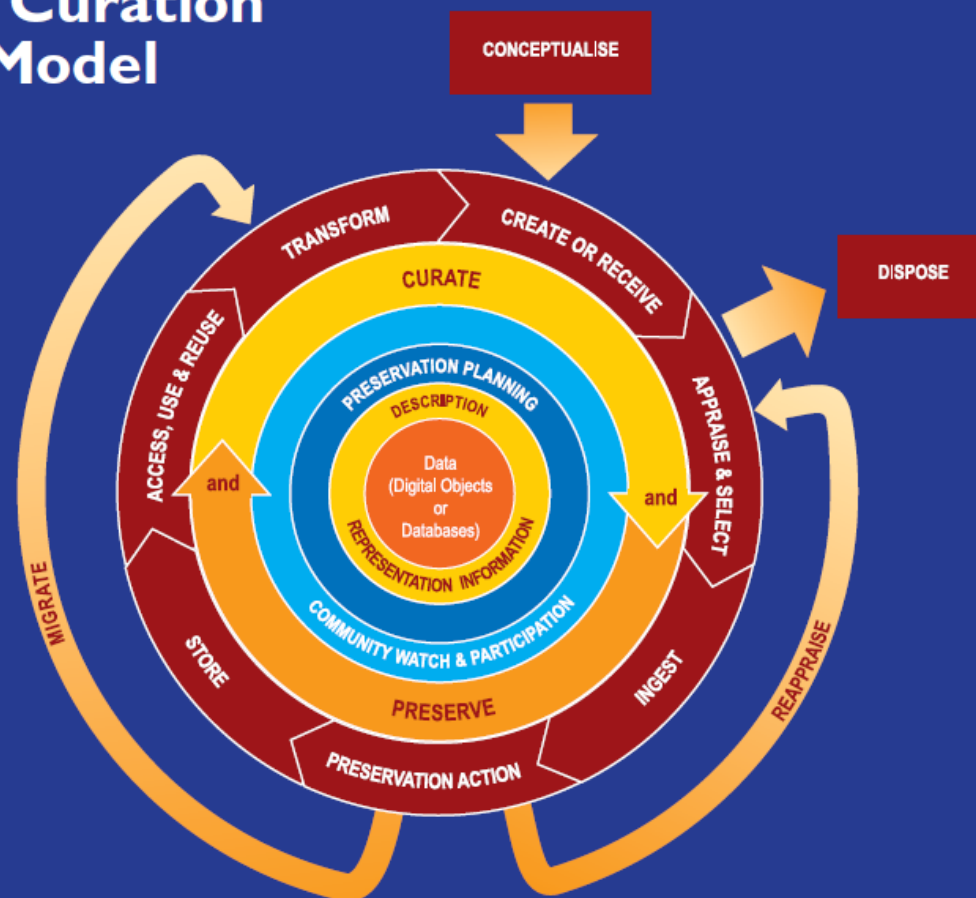 Curation
Model
CONCEPTUALISE
CREATE OR RECEIVE
DISPOSE
APPRAISE & SELECT
INGEST
REAPPRAISE
PRESERVATION ACTION
STORE
MIGRATE
ACCESS, USE & REUSE
TRANSFORM
CURATE
and
PRESERVE
and
PRESERVATION PLANNING
COMMUNITY WATCH & PARTICIPATION
DESCRIPTION
REPRESENTATION INFORMATION
Data
(Digital Objects
or
Databases)